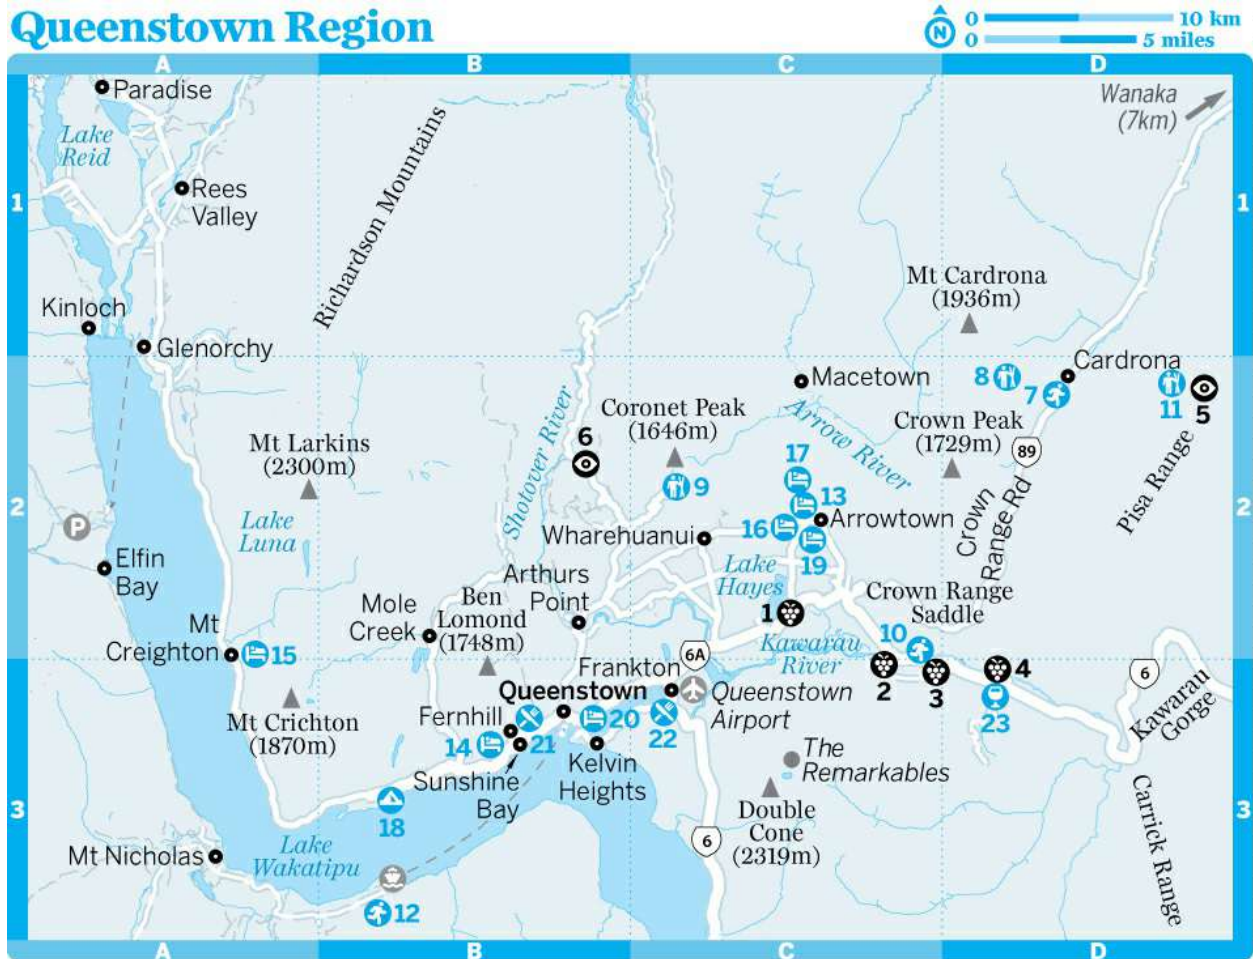 Queenstown Region
N
0 10 km
0 5 miles
A B C D
1
1
Paradise
Lake
Reid
Rees
Valley
Richardson Mountains
Wanaka
(7km)
Kinloch
Glenorchy
Mt Cardrona
(1936m)
2
2
Macetown
Cardrona
8
7
11
5
Coronet Peak
(1646m)
Arrow River
Crown Peak
(1729m)
89
Pisa Range
Mt Larkins
(2300m)
Shotover River
6
9
17
13
Arrowtown
16
19
Crown
Range Rd
Lake
Luna
P
Elfin
Bay
Wharehuanui
Lake
Hayes
Arthurs
Point
Crown Range
Saddle
Mole
Creek
Ben
Lomond
(1748m)
1
Kawarau
River
10
Mt
Creighton
15
6A
2
3
4
23
6
Kawarau
Gorge
3
3
Frankton
Queenstown
Queenstown
Airport
Mt Crichton
(1870m)
Fernhill
14
21
20
22
Sunshine
Bay
Kelvin
Heights
The
Remarkables
Double
Cone
(2319m)
6
Carrick Range
18
Lake
Wakatipu
Mt Nicholas
12
A B C D